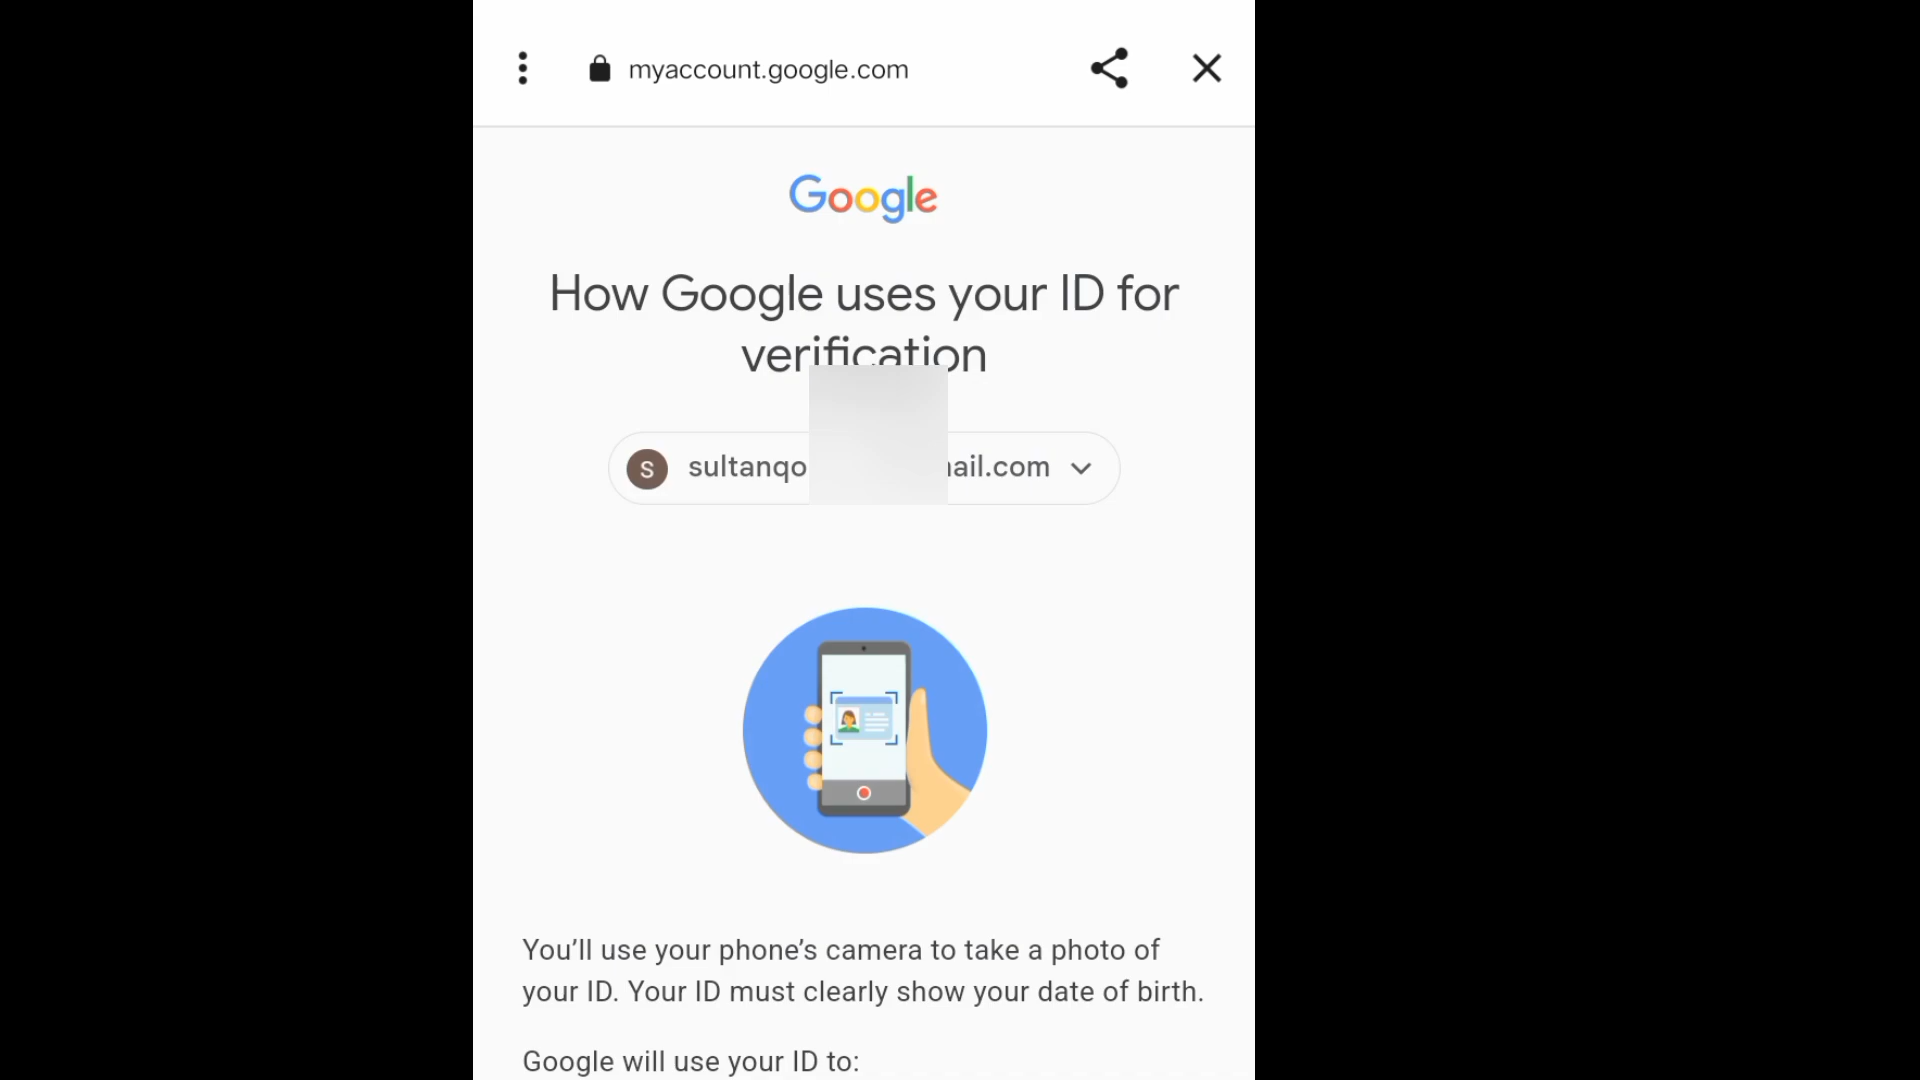 myaccount.google.com
Google
How Google uses your ID for
verification
S sultanqo ail.com
You’ll use your phone’s camera to take a photo of
your ID. Your ID must clearly show your date of birth.
Google will use your ID to: